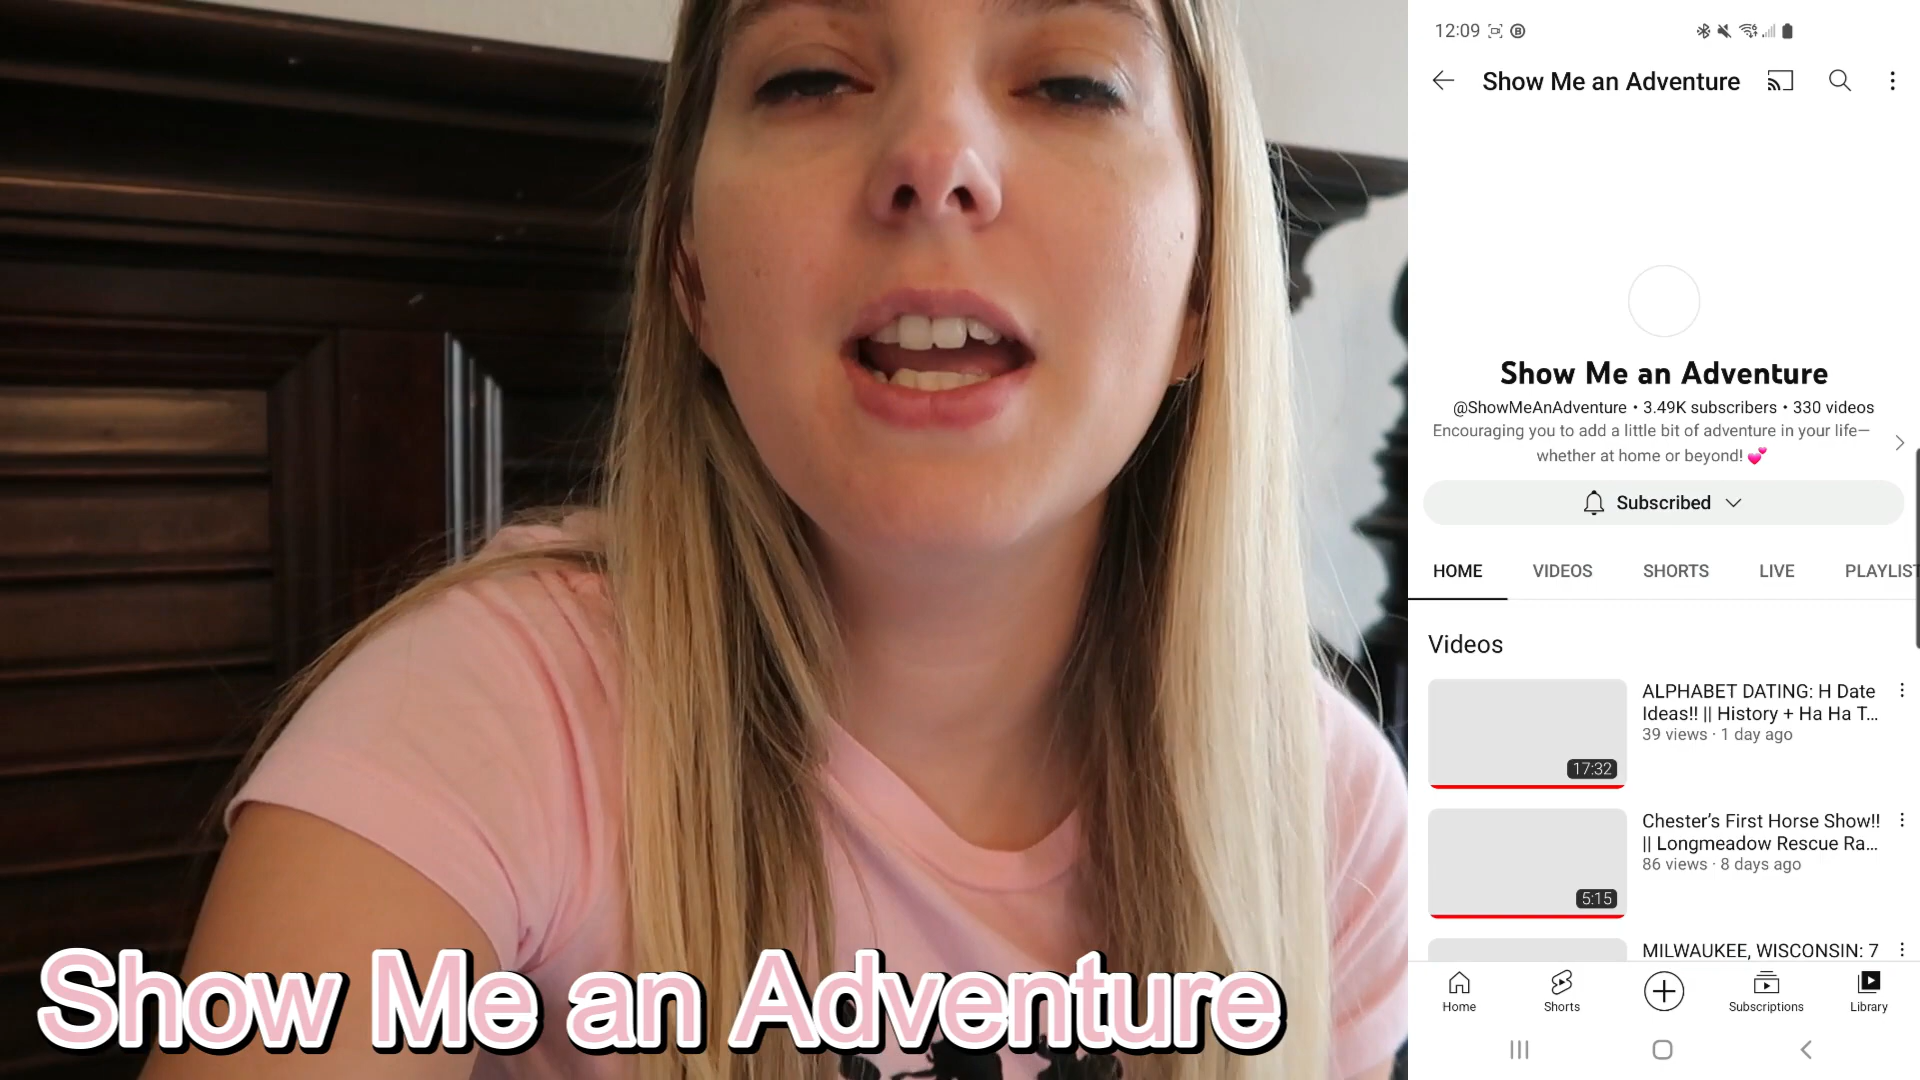 Show Me an Adventure
12:09
Show Me an Adventure
Show Me an Adventure
@ShowMeAnAdventure • 3.49K subscribers • 330 videos
Encouraging you to add a little bit of adventure in your life—
whether at home or beyond! 💕
Subscribed
HOME VIDEOS SHORTS LIVE PLAYLIST
Videos
ALPHABET DATING: H Date
Ideas!! || History + Ha Ha T...
39 views · 1 day ago
17:32
Chester's First Horse Show!!
|| Longmeadow Rescue Ra...
86 views · 8 days ago
5:15
MILWAUKEE, WISCONSIN: 7
Home Shorts Subscriptions Library